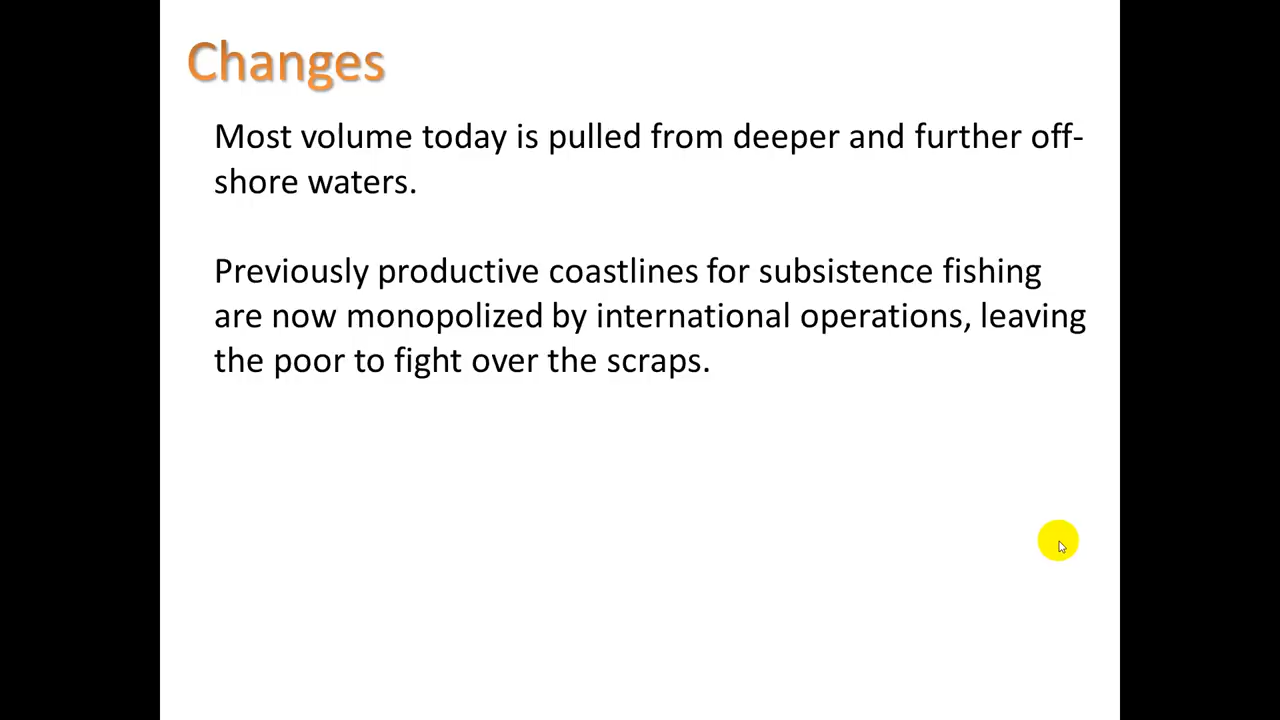 Changes
Most volume today is pulled from deeper and further off-
shore waters.
Previously productive coastlines for subsistence fishing
are now monopolized by international operations, leaving
the poor to fight over the scraps.